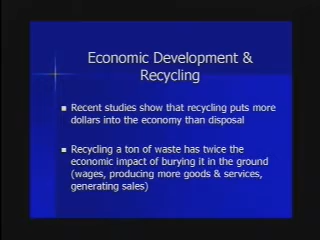 Economic Development &
Recycling
Recent studies show that recycling puts more
dollars into the economy than disposal
Recycling a ton of waste has twice the
economic impact of burying it in the ground
(wages, producing more goods & services,
generating sales)